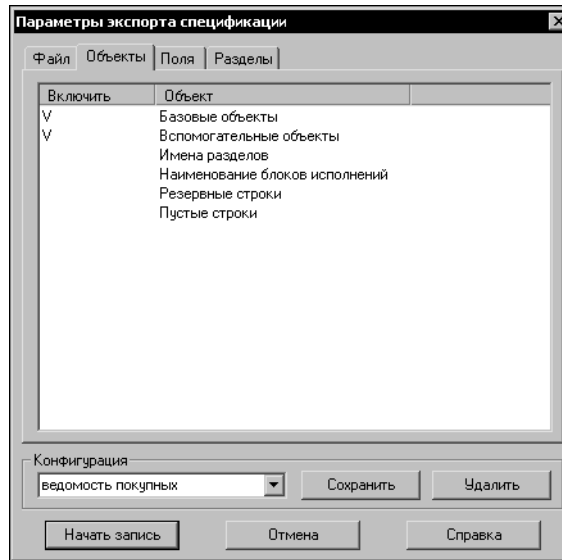 Параметры экспорта спецификации
Файл Объекты Поля Разделы
Включить Объект
V Базовые объекты
V Вспомогательные объекты
Имена разделов
Наименование блоков исполнений
Резервные строки
Пустые строки
Конфигурация
ведомость покупных Сохранить Удалить
Начать запись Отмена Справка